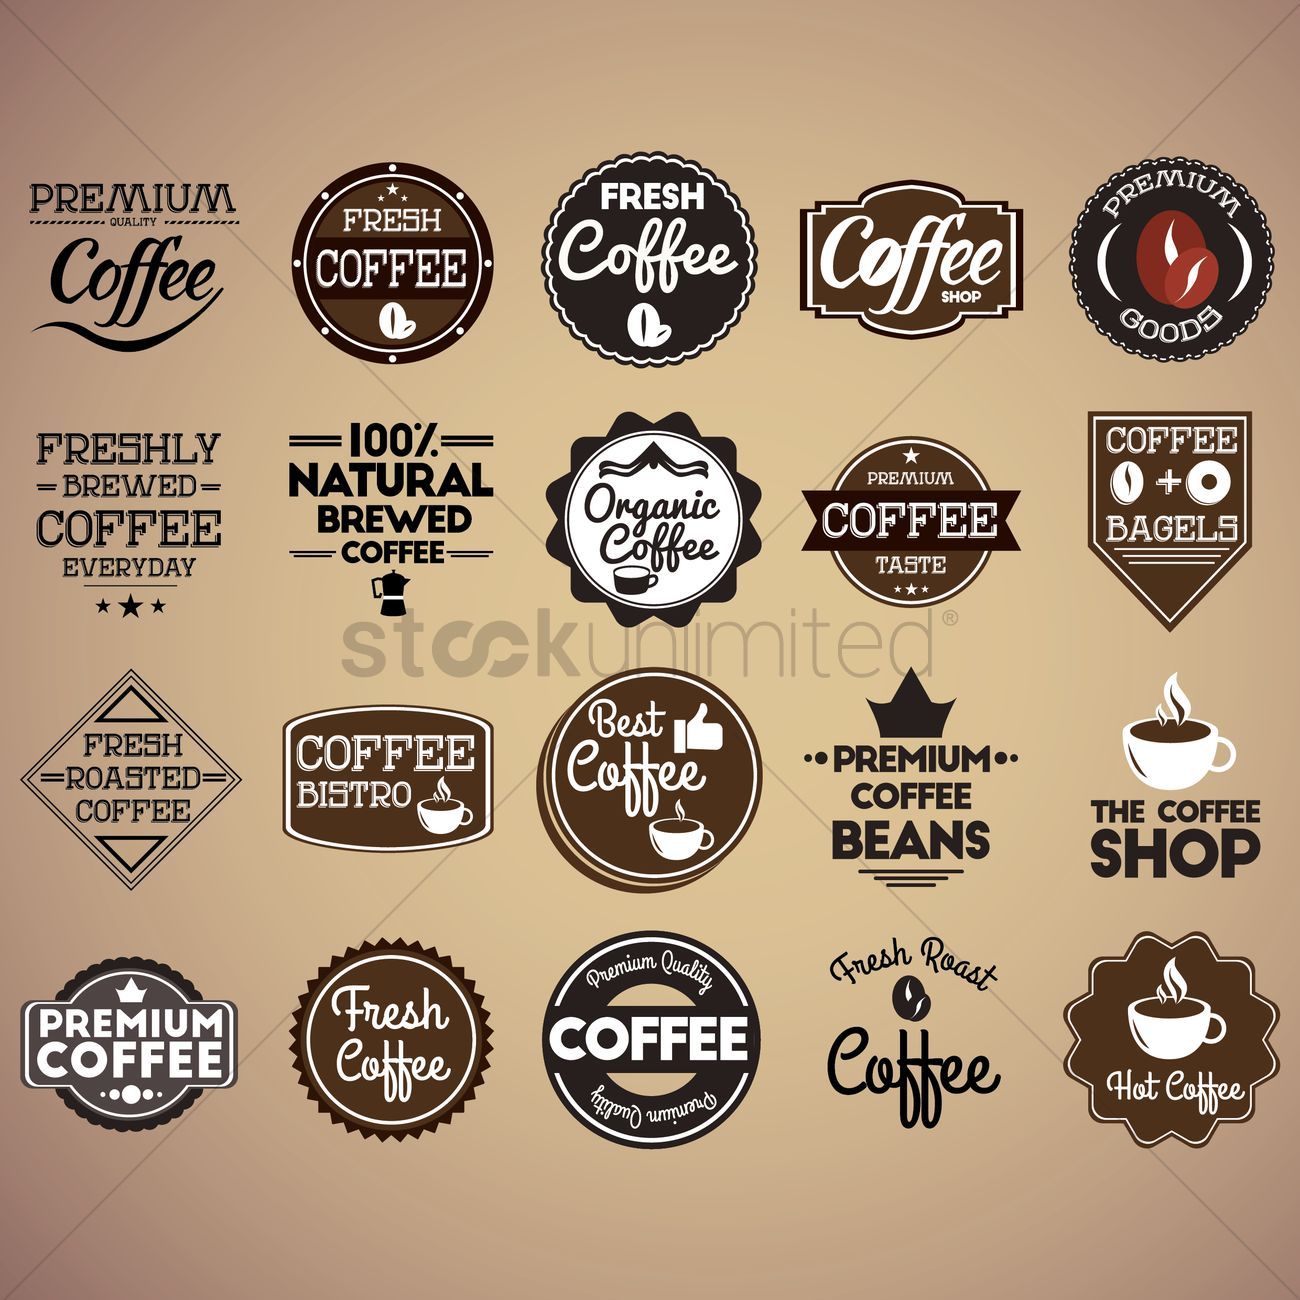 PREMIUM
QUALITY
Coffee
FRESH
COFFEE
FRESH
Coffee
Coffee
SHOP
PREMIUM
GOODS
FRESHLY
BREWED
COFFEE
EVERYDAY
100%
NATURAL
BREWED
COFFEE
Organic
Coffee
PREMIUM
COFFEE
TASTE
COFFEE
+
BAGELS
stockunlimited®
FRESH
ROASTED
COFFEE
COFFEE
BISTRO
Best
Coffee
PREMIUM
COFFEE
BEANS
THE COFFEE
SHOP
PREMIUM
COFFEE
Fresh
Coffee
Premium Quality
COFFEE
Premium Quality
Fresh Roast
Coffee
Hot Coffee